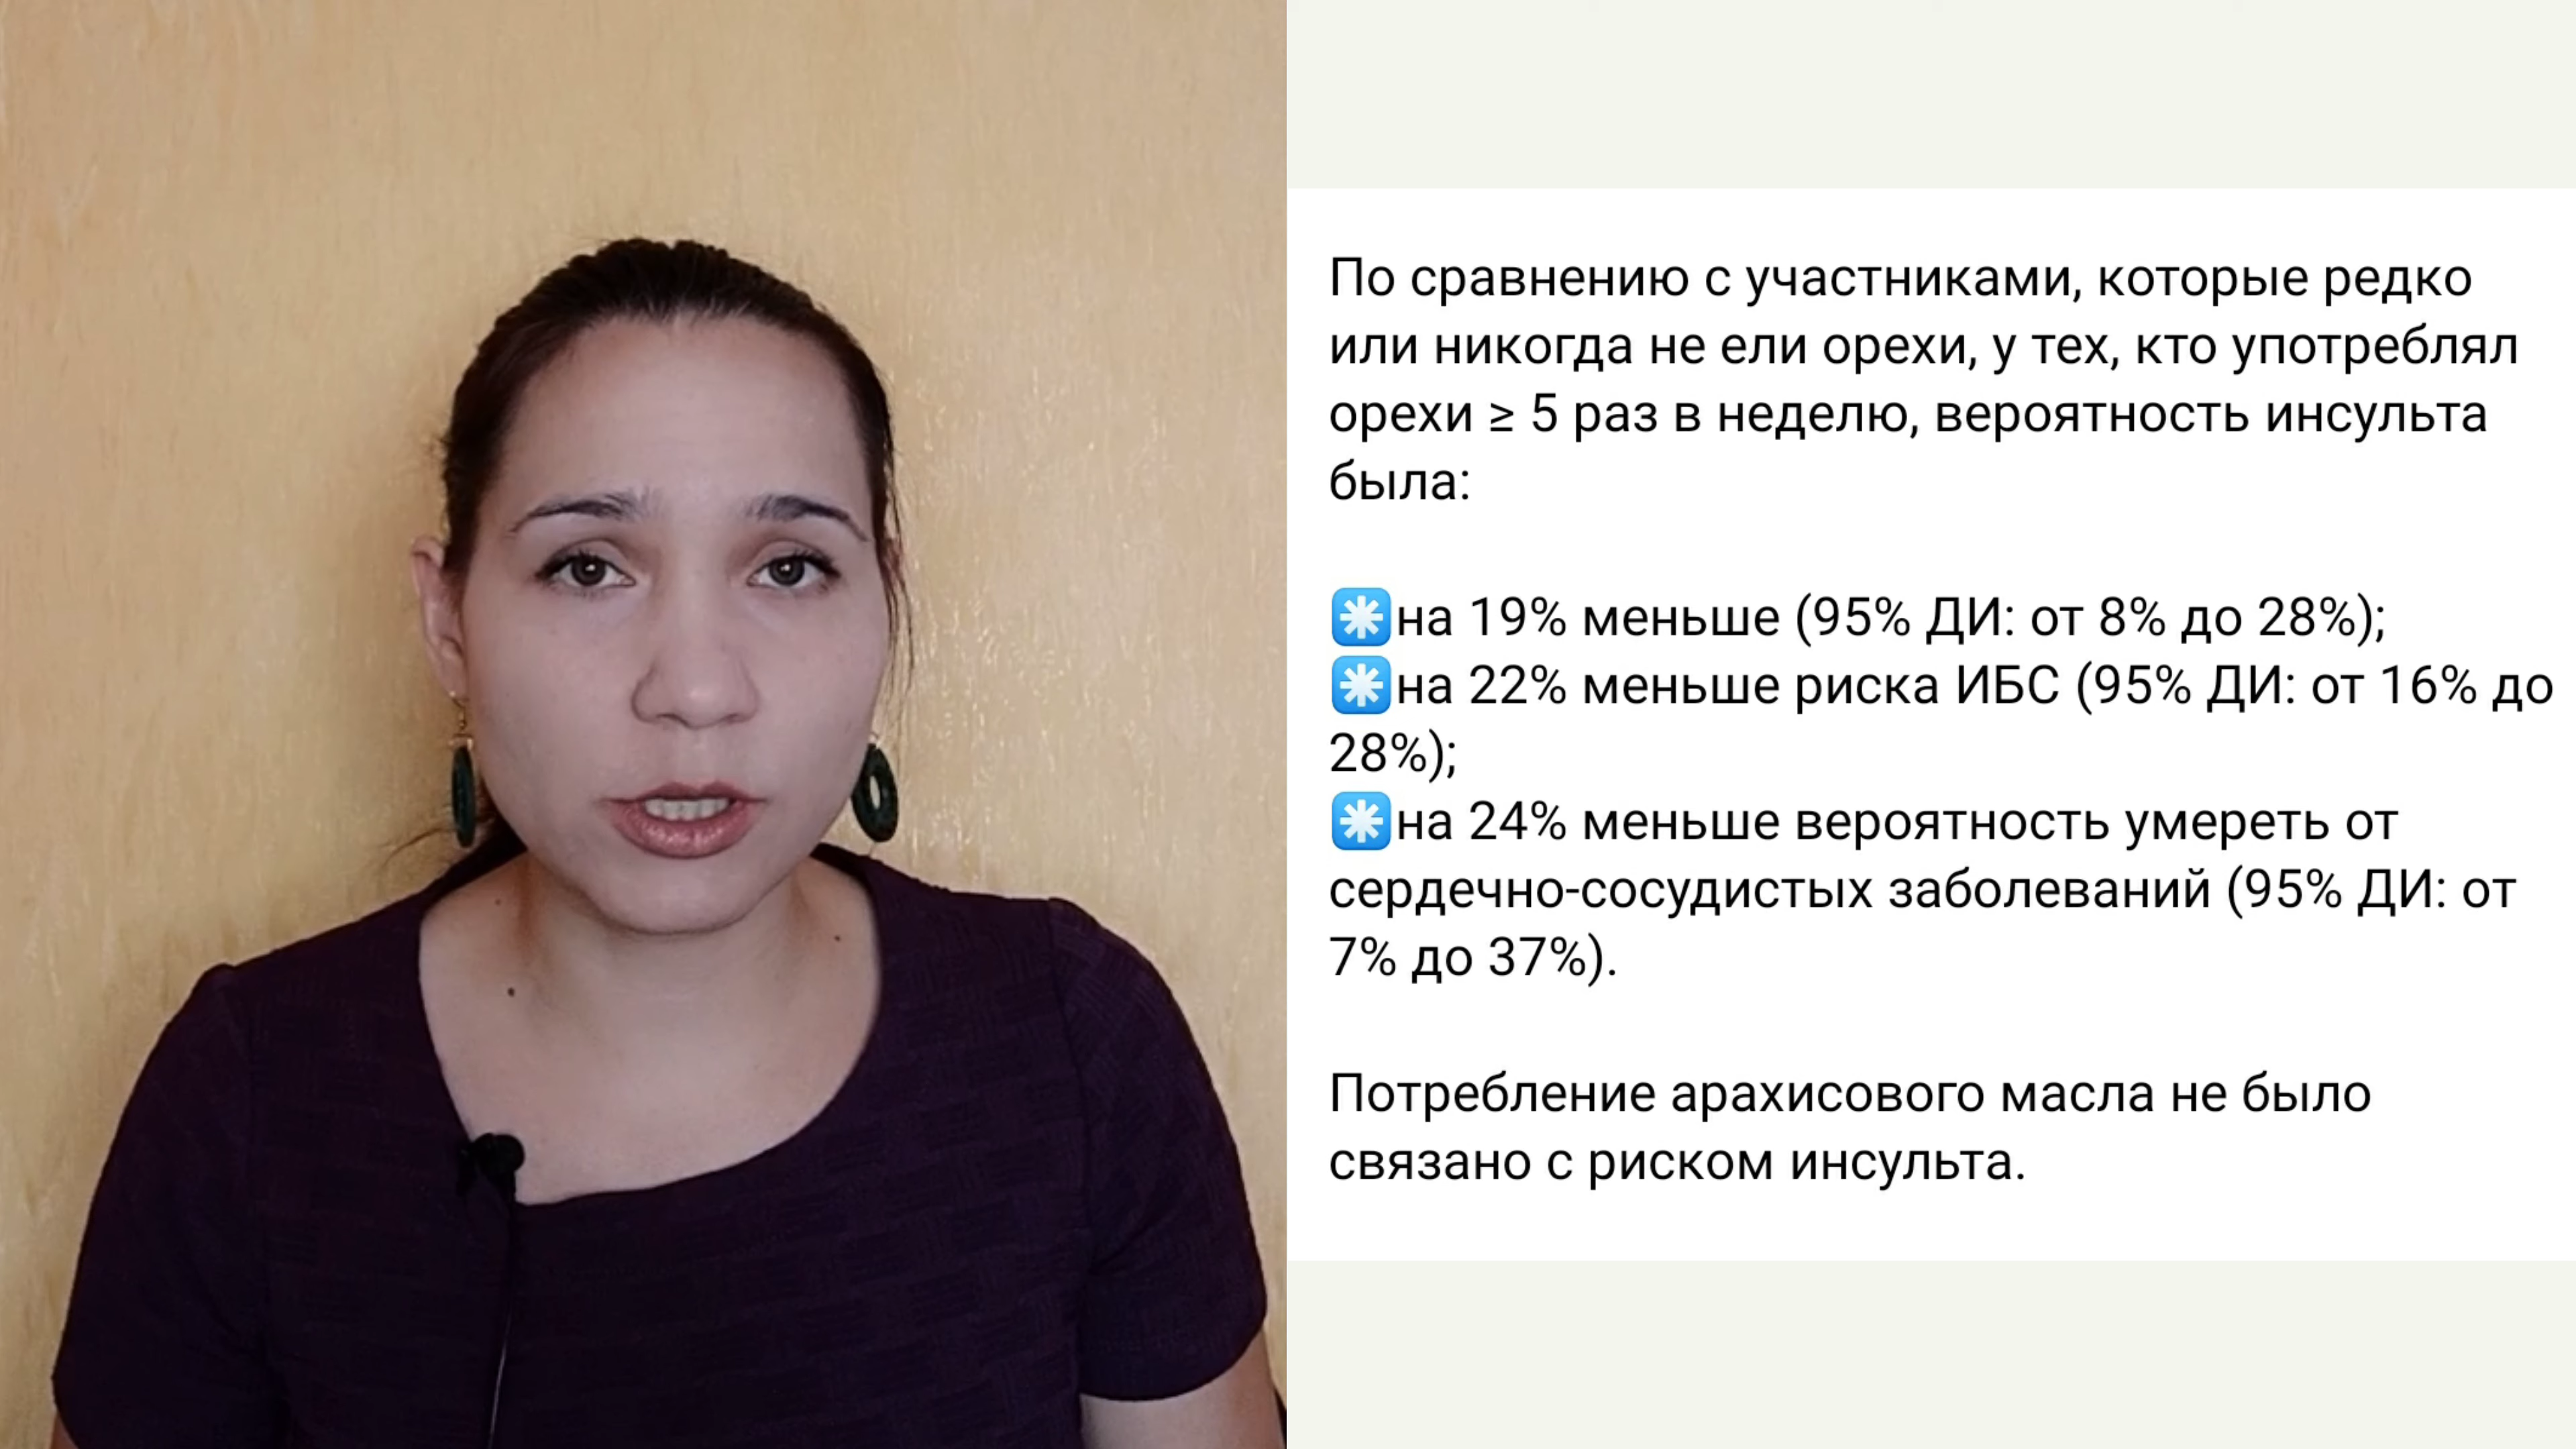 По сравнению с участниками, которые редко
или никогда не ели орехи, у тех, кто употреблял
орехи ≥ 5 раз в неделю, вероятность инсульта
была:
✳️на 19% меньше (95% ДИ: от 8% до 28%);
✳️на 22% меньше риска ИБС (95% ДИ: от 16% до
28%);
✳️на 24% меньше вероятность умереть от
сердечно-сосудистых заболеваний (95% ДИ: от
7% до 37%).
Потребление арахисового масла не было
связано с риском инсульта.